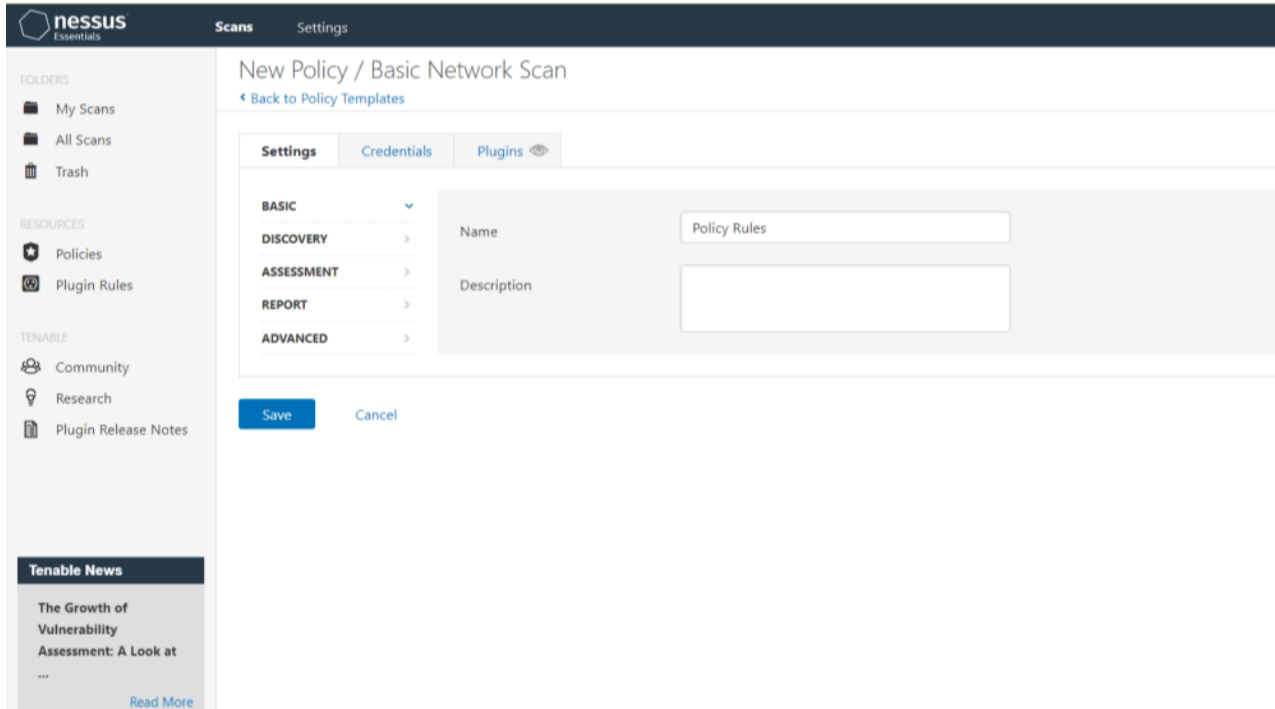 nessus
Essentials
Scans
Settings
FOLDERS
My Scans
All Scans
Trash
RESOURCES
Policies
Plugin Rules
TENABLE
Community
Research
Plugin Release Notes
Tenable News
The Growth of
Vulnerability
Assessment: A Look at
...
Read More
New Policy / Basic Network Scan
Back to Policy Templates
Settings
Credentials
Plugins
BASIC
DISCOVERY
ASSESSMENT
REPORT
ADVANCED
Name
Policy Rules
Description
Save
Cancel